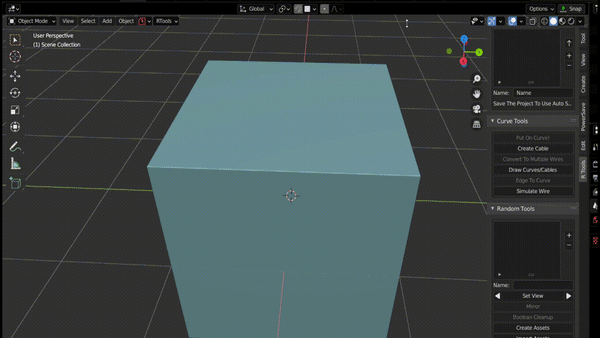 Global
Options
Snap
Object Mode
View
Select
Add
Object
RTools
User Perspective
(1) Scene Collection
Name:
Name
Save The Project To Use Auto S...
Curve Tools
Put On Curve!
Create Cable
Convert To Multiple Wires
Draw Curves/Cables
Edge To Curve
Simulate Wire
Random Tools
Name:
Set View
Mirror
Boolean Cleanup
Create Assets
Tool
View
Create
PowerSave
Edit
R Tools